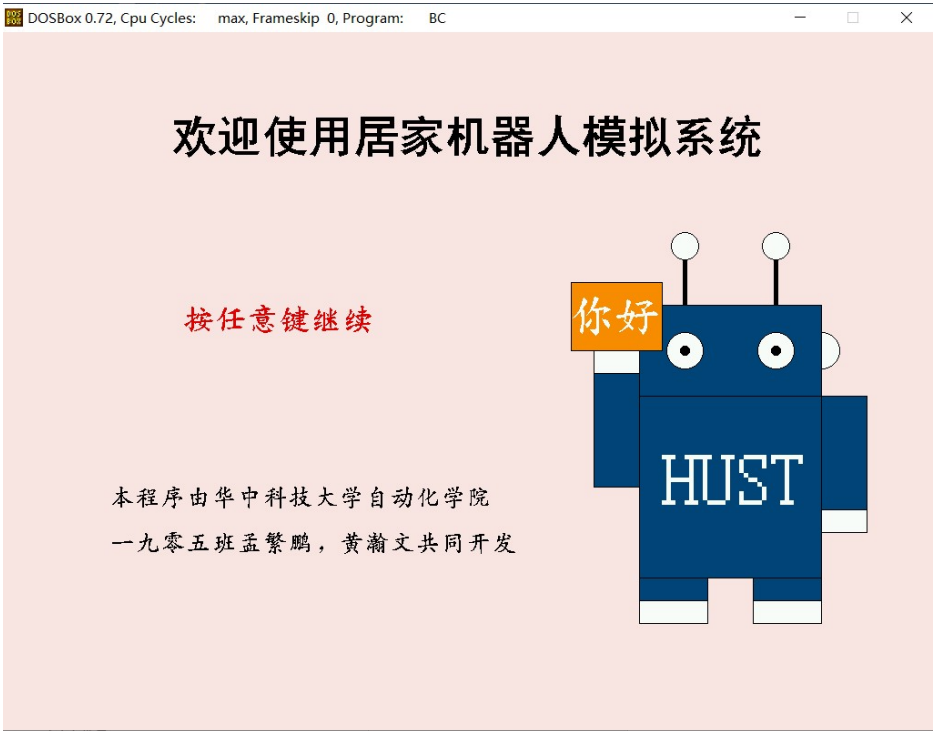 DOSBox 0.72, Cpu Cycles: max, Frameskip 0, Program: BC
欢迎使用居家机器人模拟系统
你好
按任意键继续
HUST
本程序由华中科技大学自动化学院
一九零五班孟繁鹏，黄瀚文共同开发